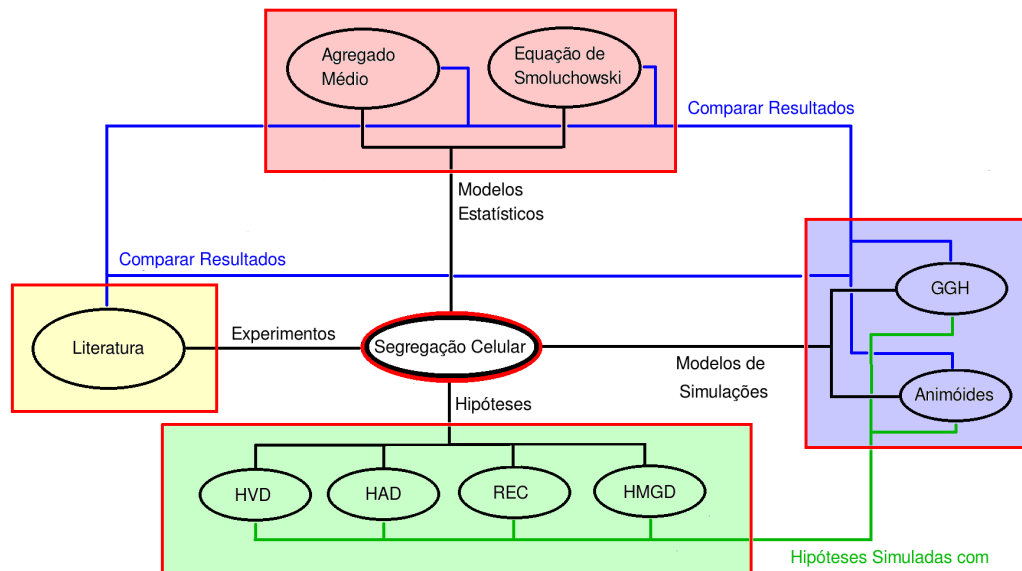 Agregado
Médio
Equação de
Smoluchowski
Comparar Resultados
Modelos
Estatísticos
Comparar Resultados
GGH
Literatura
Experimentos
Segregação Celular
Modelos de
Simulações
Animóides
Hipóteses
HVD
HAD
REC
HMGD
Hipóteses Simuladas com